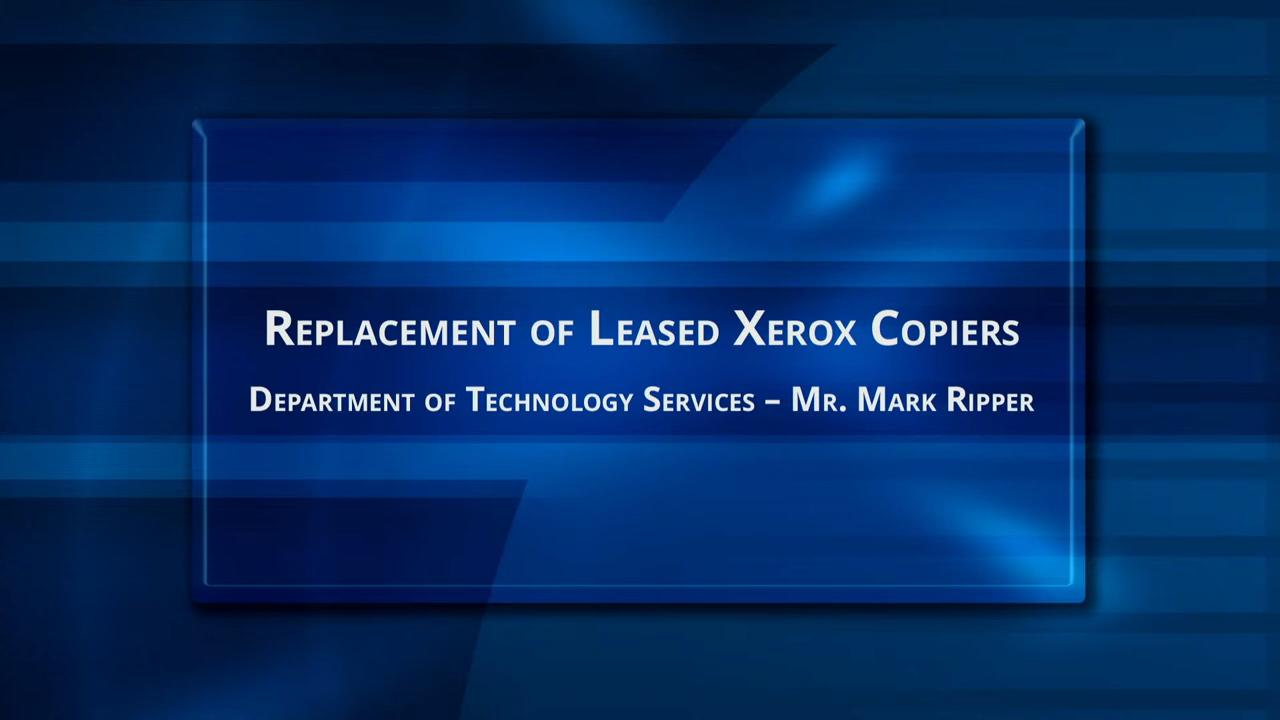 Replacement of Leased Xerox Copiers
Department of Technology Services – Mr. Mark Ripper